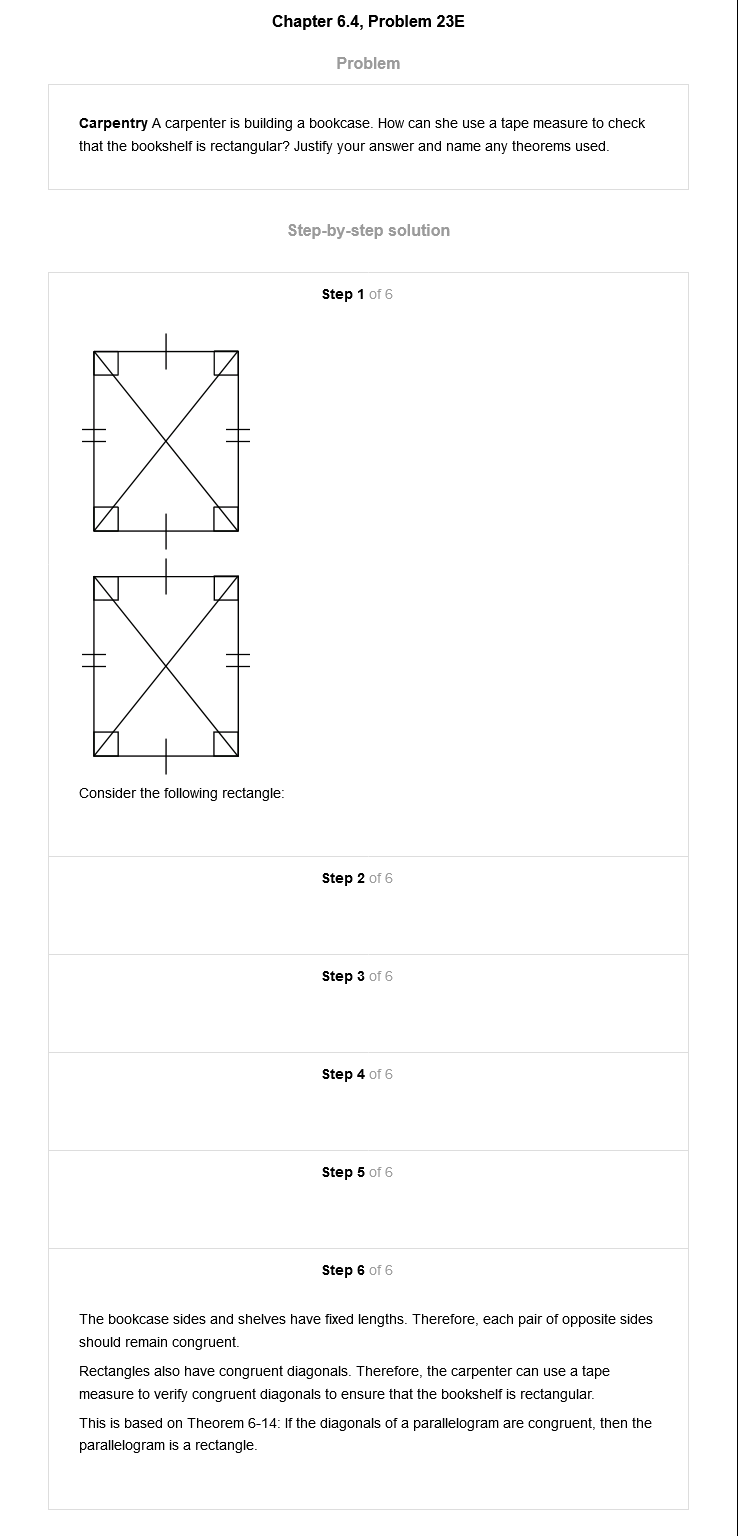 Chapter 6.4, Problem 23E
Problem
Carpentry A carpenter is building a bookcase. How can she use a tape measure to check
that the bookshelf is rectangular? Justify your answer and name any theorems used.
Step-by-step solution
Step 1 of 6
Consider the following rectangle:
Step 2 of 6
Step 3 of 6
Step 4 of 6
Step 5 of 6
Step 6 of 6
The bookcase sides and shelves have fixed lengths. Therefore, each pair of opposite sides
should remain congruent.
Rectangles also have congruent diagonals. Therefore, the carpenter can use a tape
measure to verify congruent diagonals to ensure that the bookshelf is rectangular.
This is based on Theorem 6-14: If the diagonals of a parallelogram are congruent, then the
parallelogram is a rectangle.